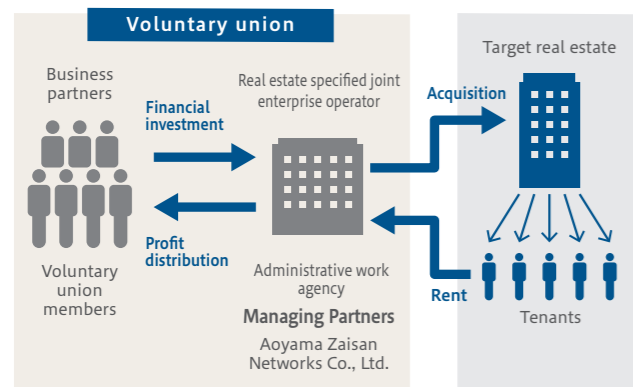 Voluntary union
Business
partners
Financial
investment
Profit
distribution
Voluntary
union
members
Real estate specified joint
enterprise operator
Administrative work
agency
Managing Partners
Aoyama Zaisan
Networks Co., Ltd.
Acquisition
Rent
Target real estate
Tenants